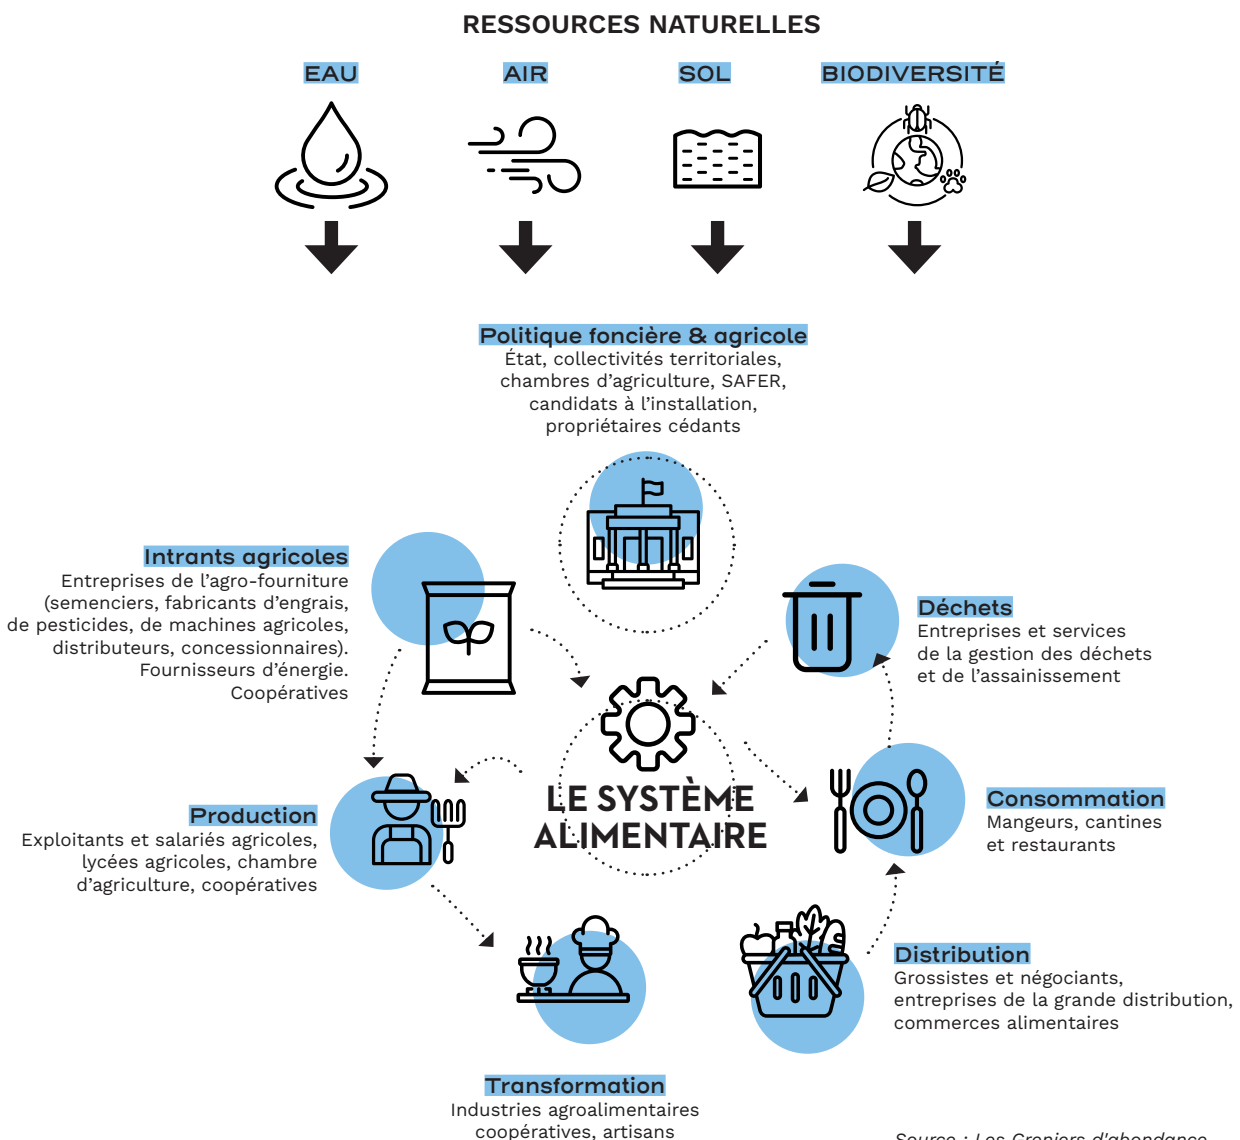 RESSOURCES NATURELLES
EAU
AIR
SOL
BIODIVERSITÉ
Politique foncière & agricole
État, collectivités territoriales,
chambres d’agriculture, SAFER,
candidats à l’installation,
propriétaires cédants
Intrants agricoles
Entreprises de l’agro-fourniture
(semenciers, fabricants d’engrais,
de pesticides, de machines agricoles,
distributeurs, concessionnaires).
Fournisseurs d’énergie.
Coopératives
Déchets
Entreprises et services
de la gestion des déchets
et de l’assainissement
LE SYSTÈME
ALIMENTAIRE
Production
Exploitants et salariés agricoles,
lycées agricoles, chambre
d’agriculture, coopératives
Consommation
Mangeurs, cantines
et restaurants
Distribution
Grossistes et négociants,
entreprises de la grande distribution,
commerces alimentaires
Transformation
Industries agroalimentaires
coopératives, artisans
Source : Les Greniers d'abondance